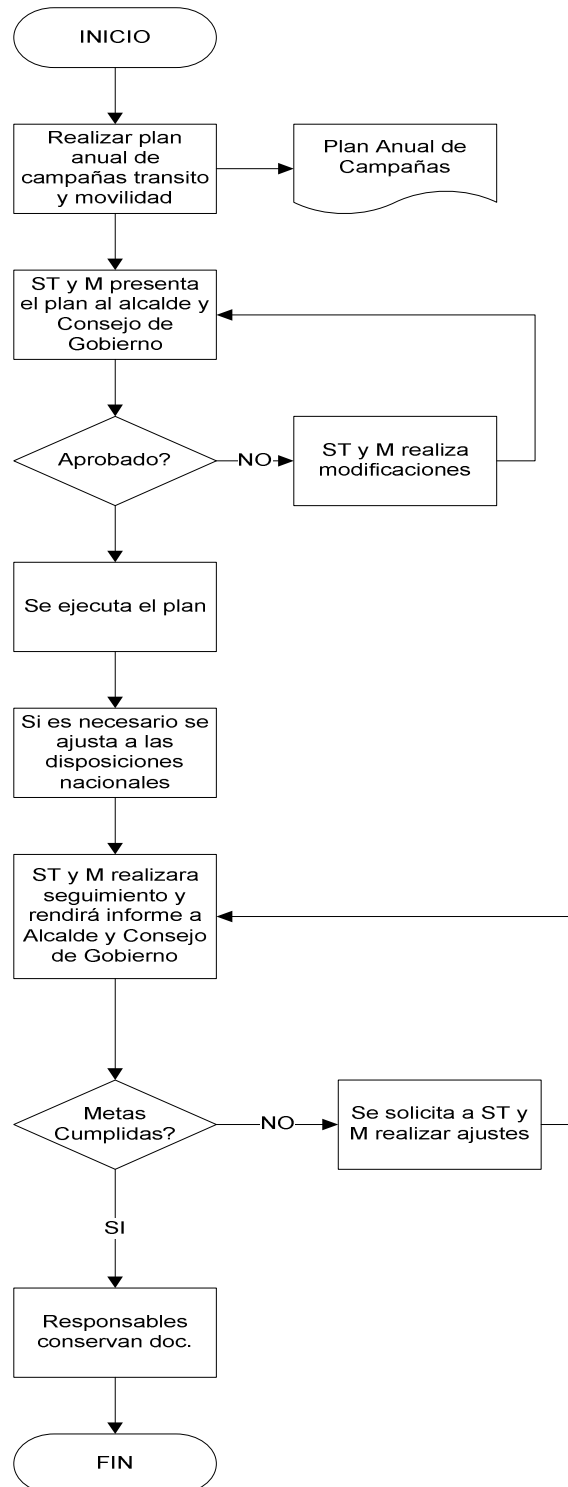 INICIO
Realizar plan
anual de
campañas transito
y movilidad
Plan Anual de
Campañas
ST y M presenta
el plan al alcalde y
Consejo de
Gobierno
Aprobado?
NO
ST y M realiza
modificaciones
Se ejecuta el plan
Si es necesario se
ajusta a las
disposiciones
nacionales
ST y M realizara
seguimiento y
rendirá informe a
Alcalde y Consejo
de Gobierno
Metas
Cumplidas?
NO
Se solicita a ST y
M realizar ajustes
SI
Responsables
conservan doc.
FIN